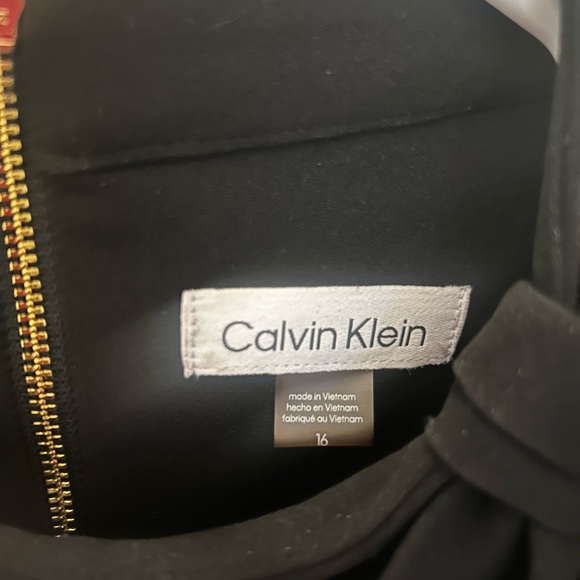 Calvin Klein
made in Vietnam
hecho en Vietnam
fabriqué au Vietnam
16